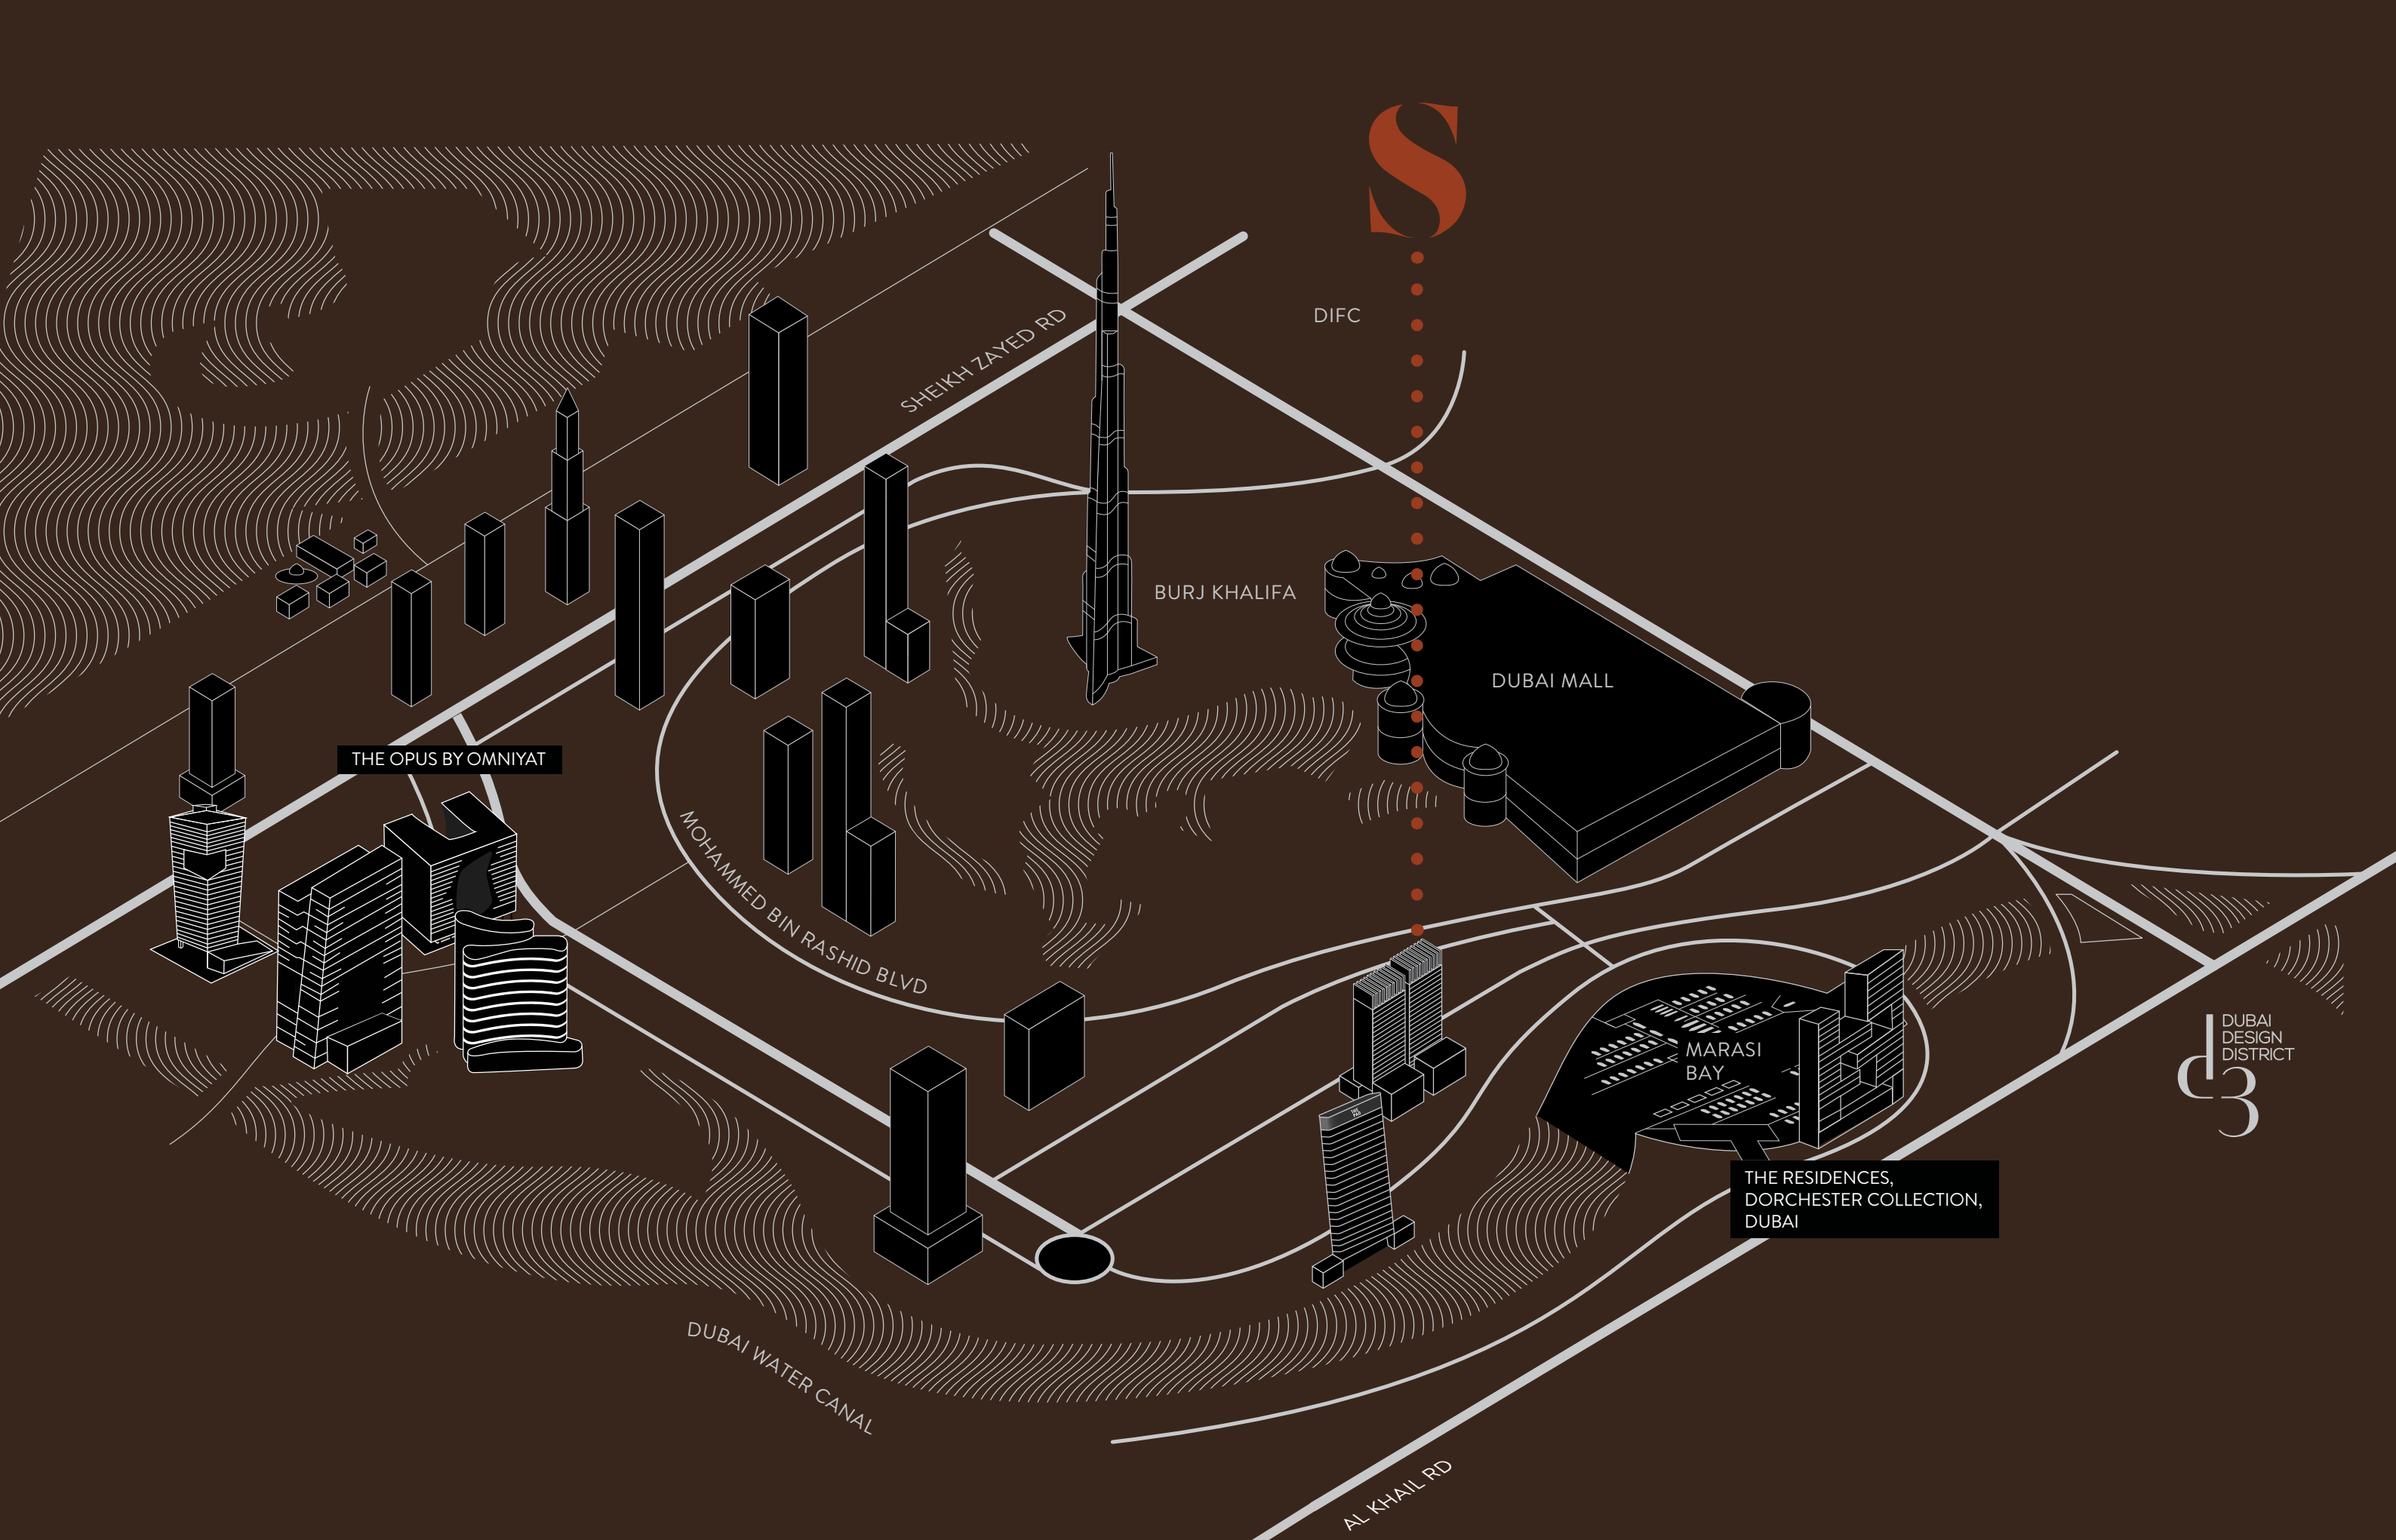 S
DIFC
SHEIKH ZAYED RD
BURJ KHALIFA
DUBAI MALL
THE OPUS BY OMNIYAT
MOHAMMED BIN RASHID BLVD
MARASI
BAY
DUBAI
DESIGN
DISTRICT
d3
THE RESIDENCES,
DORCHESTER COLLECTION,
DUBAI
DUBAI WATER CANAL
AL KHAIL RD